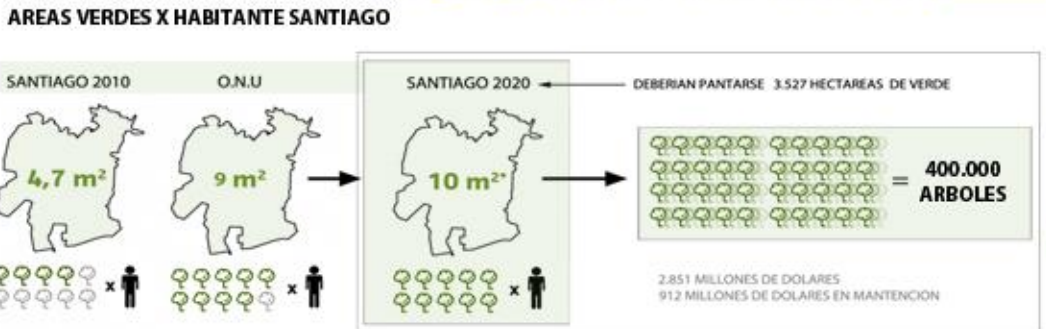 AREAS VERDES X HABITANTE SANTIAGO
SANTIAGO 2010
4,7 m²
x
O.N.U
9 m²
x
SANTIAGO 2020
10 m²*
x
DEBERIAN PANTARSE 3.527 HECTAREAS DE VERDE
= 400.000
ARBOLES
2.851 MILLONES DE DOLARES
912 MILLONES DE DOLARES EN MANTENCION